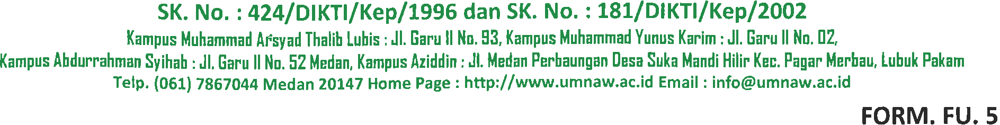 SK. No. : 424/DIKTI/Kep/1996 dan SK. No. : 181/DIKTI/Kep/2002
Kampus Muhammad Arsyad Thalib Lubis : Jl. Garu II No. 93, Kampus Muhammad Yunus Karim : Jl. Garu II No. 02,
Kampus Abdurrahman Syihab : Jl. Garu II No. 52 Medan, Kampus Aziddin : Jl. Medan Perbaungan Desa Suka Mandi Hilir Kec. Pagar Merbau, Lubuk Pakam
Telp. (061) 7867044 Medan 20147 Home Page : http://www.umnaw.ac.id Email : info@umnaw.ac.id
FORM. FU. 5